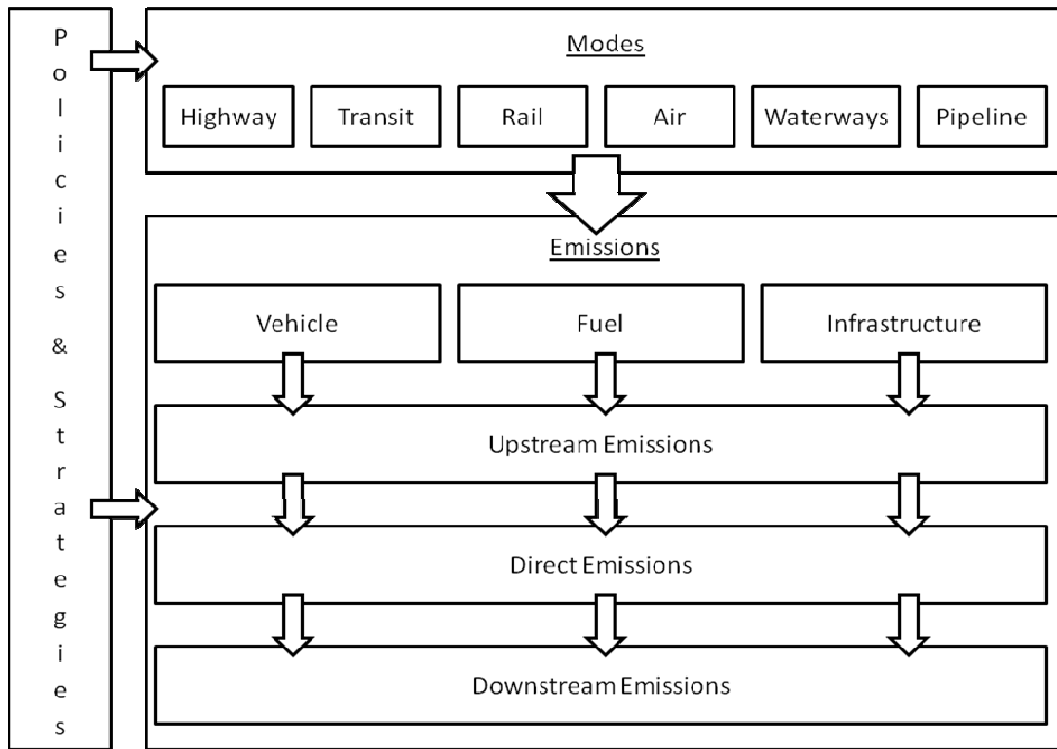 Policies & Strategies
Modes
Highway Transit Rail Air Waterways Pipeline
Emissions
Vehicle Fuel Infrastructure
Upstream Emissions
Direct Emissions
Downstream Emissions